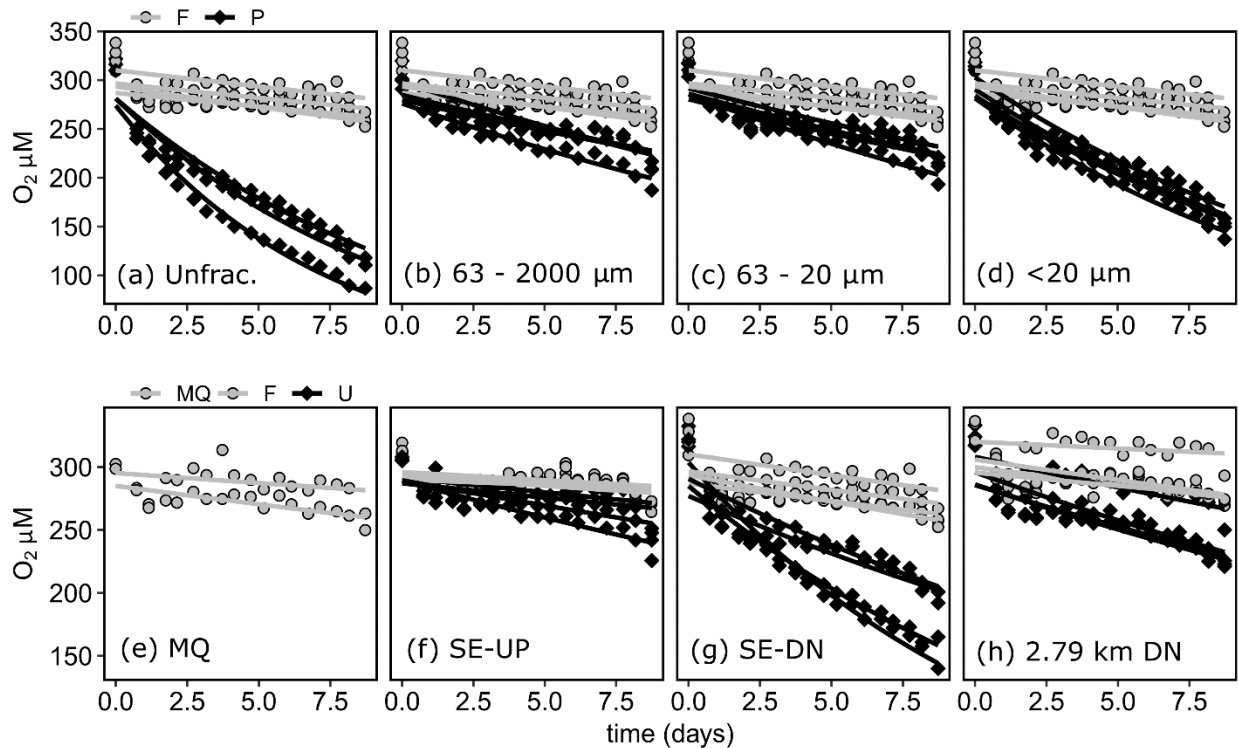 F P
350
300
250
200
150
100
O₂ µM
(a) Unfrac.
(b) 63 - 2000 µm
(c) 63 - 20 µm
(d) <20 µm
0.0 2.5 5.0 7.5 0.0 2.5 5.0 7.5 0.0 2.5 5.0 7.5 0.0 2.5 5.0 7.5
MQ F U
300
250
200
150
O₂ µM
(e) MQ
(f) SE-UP
(g) SE-DN
(h) 2.79 km DN
0.0 2.5 5.0 7.5 0.0 2.5 5.0 7.5 0.0 2.5 5.0 7.5 0.0 2.5 5.0 7.5
time (days)